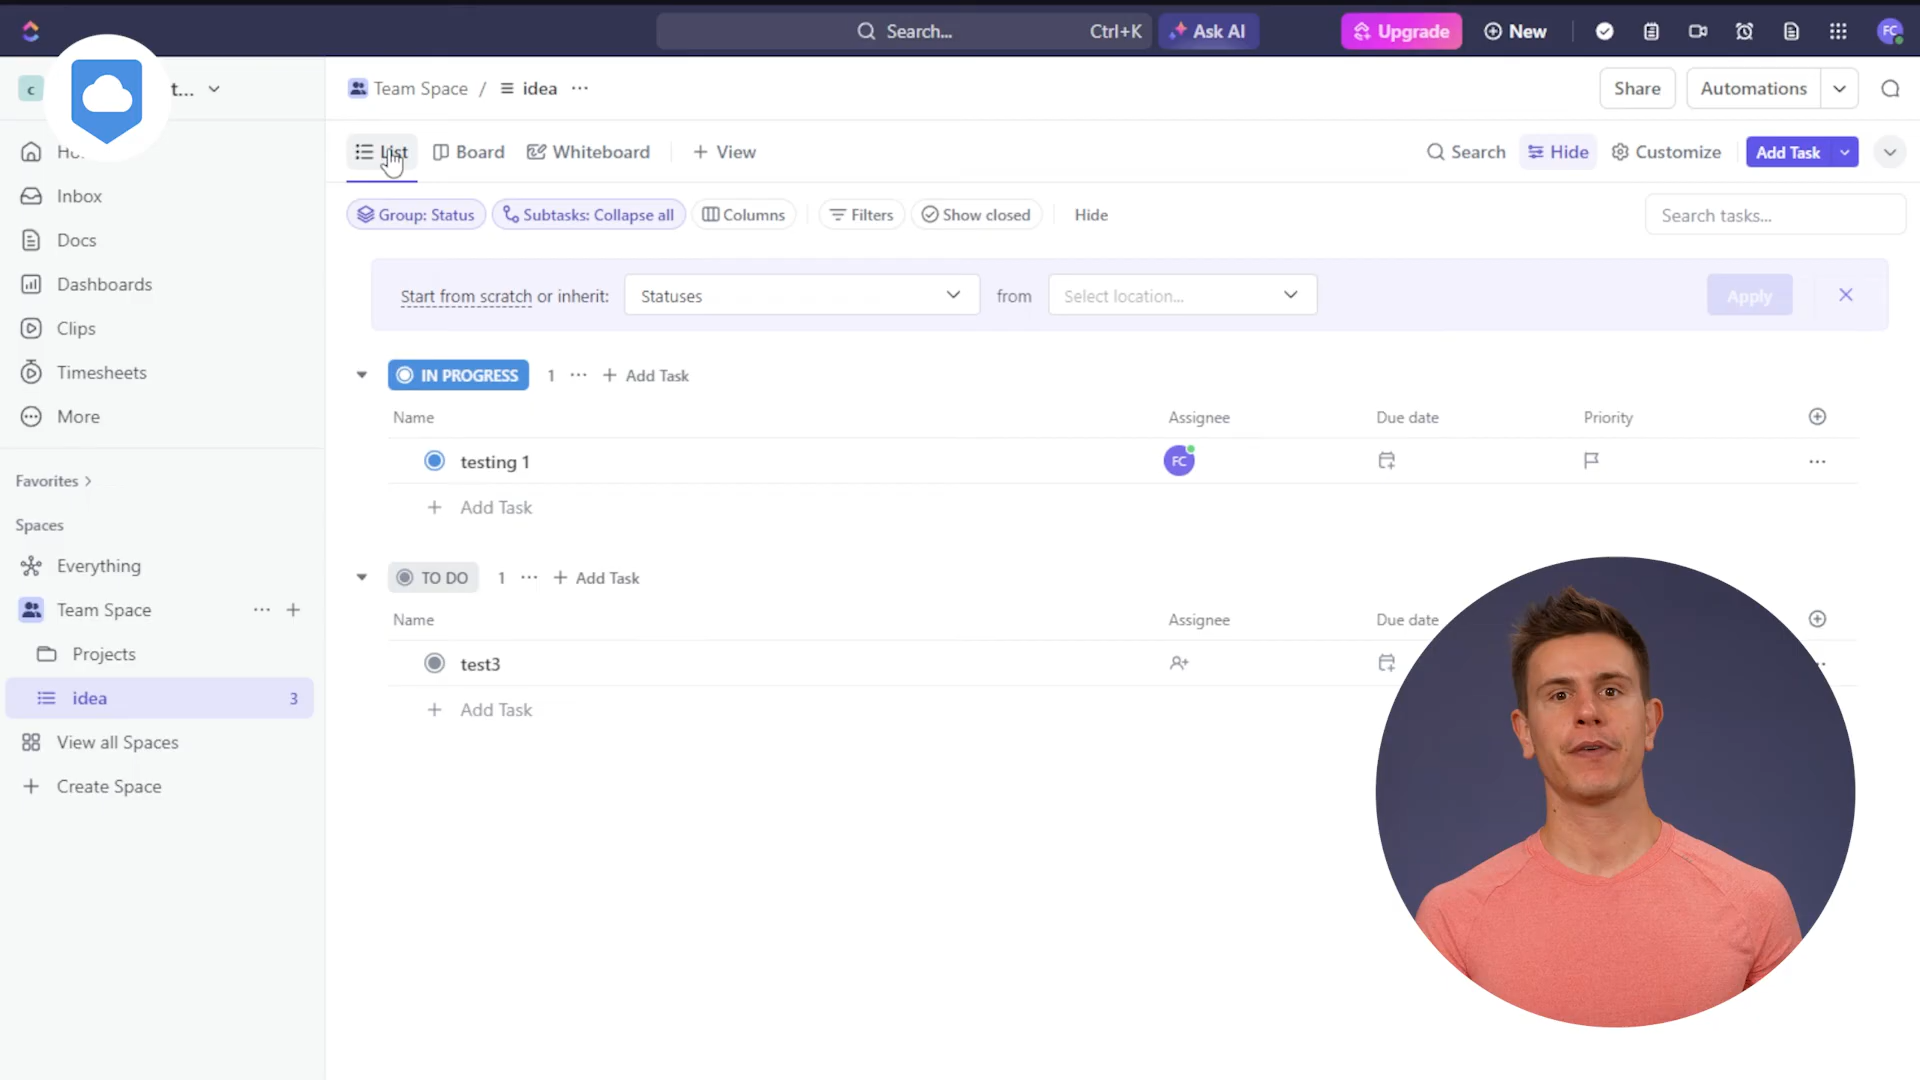 Search...
Ctrl+K
Ask AI
Upgrade
New
FC
c
t...
Team Space / idea ...
Share
Automations
List
Board
Whiteboard
+ View
Search
Hide
Customize
Add Task
Inbox
Docs
Dashboards
Clips
Timesheets
More
Favorites
Spaces
Everything
Team Space
Projects
idea 3
View all Spaces
Create Space
Group: Status
Subtasks: Collapse all
Columns
Filters
Show closed
Hide
Search tasks...
Start from scratch or inherit:
Statuses
from
Select location...
Apply
IN PROGRESS
1
... + Add Task
Name
Assignee
Due date
Priority
testing 1
FC
...
+ Add Task
TO DO
1
... + Add Task
Name
Assignee
Due date
test3
+ Add Task